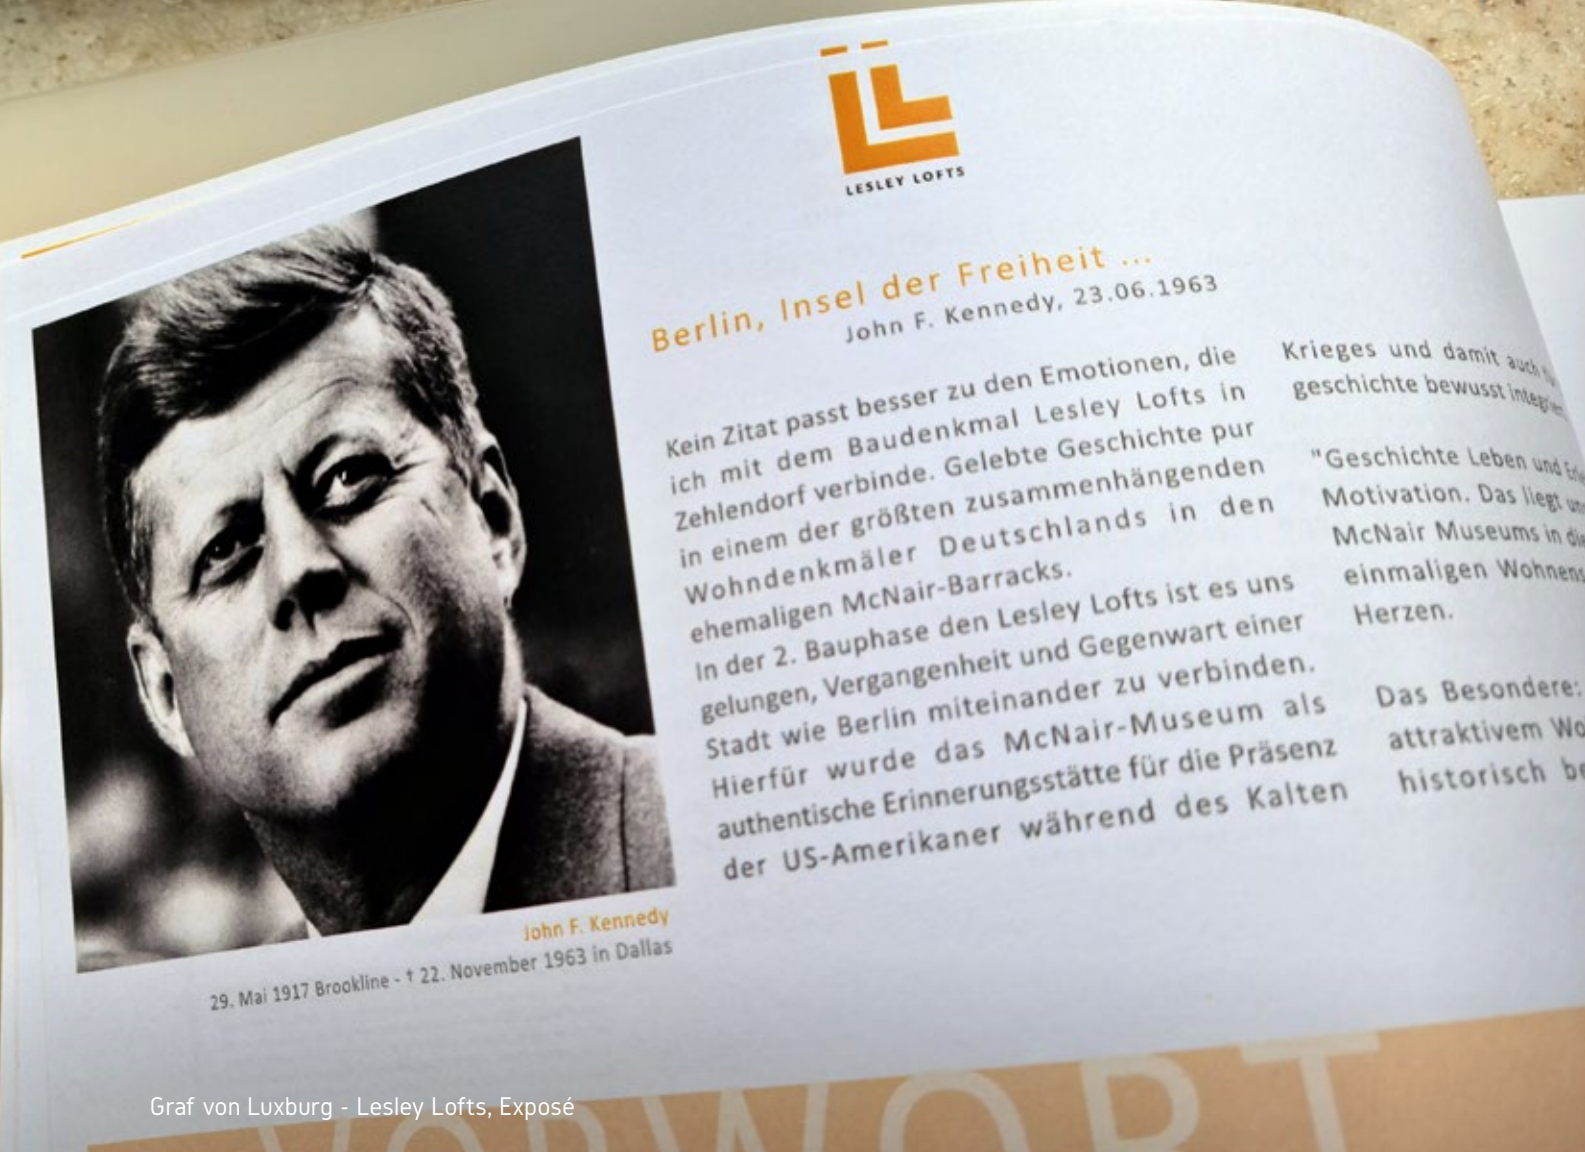 LESLEY LOFTS
Berlin, Insel der Freiheit ...
John F. Kennedy, 23.06.1963
Kein Zitat passt besser zu den Emotionen, die
ich mit dem Baudenkmal Lesley Lofts in
Zehlendorf verbinde. Gelebte Geschichte pur
in einem der größten zusammenhängenden
Wohndenkmäler Deutschlands in den
ehemaligen McNair-Barracks.
In der 2. Bauphase den Lesley Lofts ist es uns
gelungen, Vergangenheit und Gegenwart einer
Stadt wie Berlin miteinander zu verbinden.
Hierfür wurde das McNair-Museum als
authentische Erinnerungsstätte für die Präsenz
der US-Amerikaner während des Kalten
Krieges und damit auch
geschichte bewusst
"Geschichte Leben und
Motivation. Das liegt
McNair Museums in
einmaligen
Herzen.
Das Besondere:
attraktivem
historisch
John F. Kennedy
29. Mai 1917 Brookline - † 22. November 1963 in Dallas
VORWORT
Graf von Luxburg - Lesley Lofts, Exposé